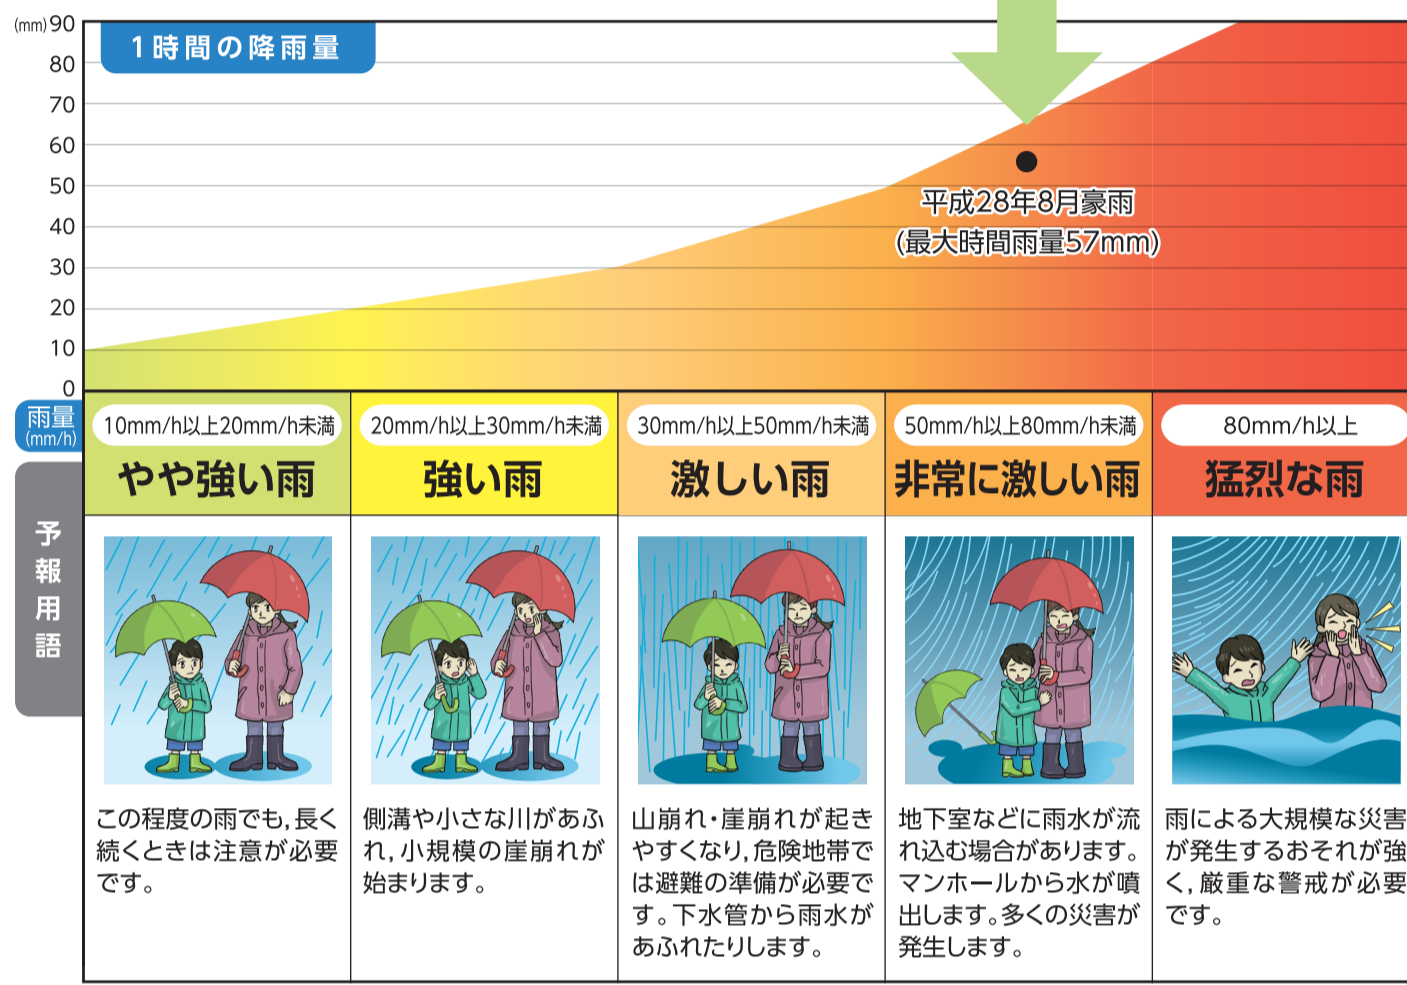 (mm) 90
1時間の降雨量
80
70
60
50
40
30
20
10
0
平成28年8月豪雨
(最大時間雨量57mm)
雨量
(mm/h)
10mm/h以上20mm/h未満
20mm/h以上30mm/h未満
30mm/h以上50mm/h未満
50mm/h以上80mm/h未満
80mm/h以上
予報用語
やや強い雨
強い雨
激しい雨
非常に激しい雨
猛烈な雨
この程度の雨でも,長く
続くときは注意が必要
です。
側溝や小さな川があふ
れ,小規模の崖崩れが
始まります。
山崩れ・崖崩れが起き
やすくなり,危険地帯で
は避難の準備が必要で
す。下水管から雨水が
あふれたりします。
地下室などに雨水が流
れ込む場合があります。
マンホールから水が噴
出します。多くの災害が
発生します。
雨による大規模な災害
が発生するおそれが強
く,厳重な警戒が必要
です。